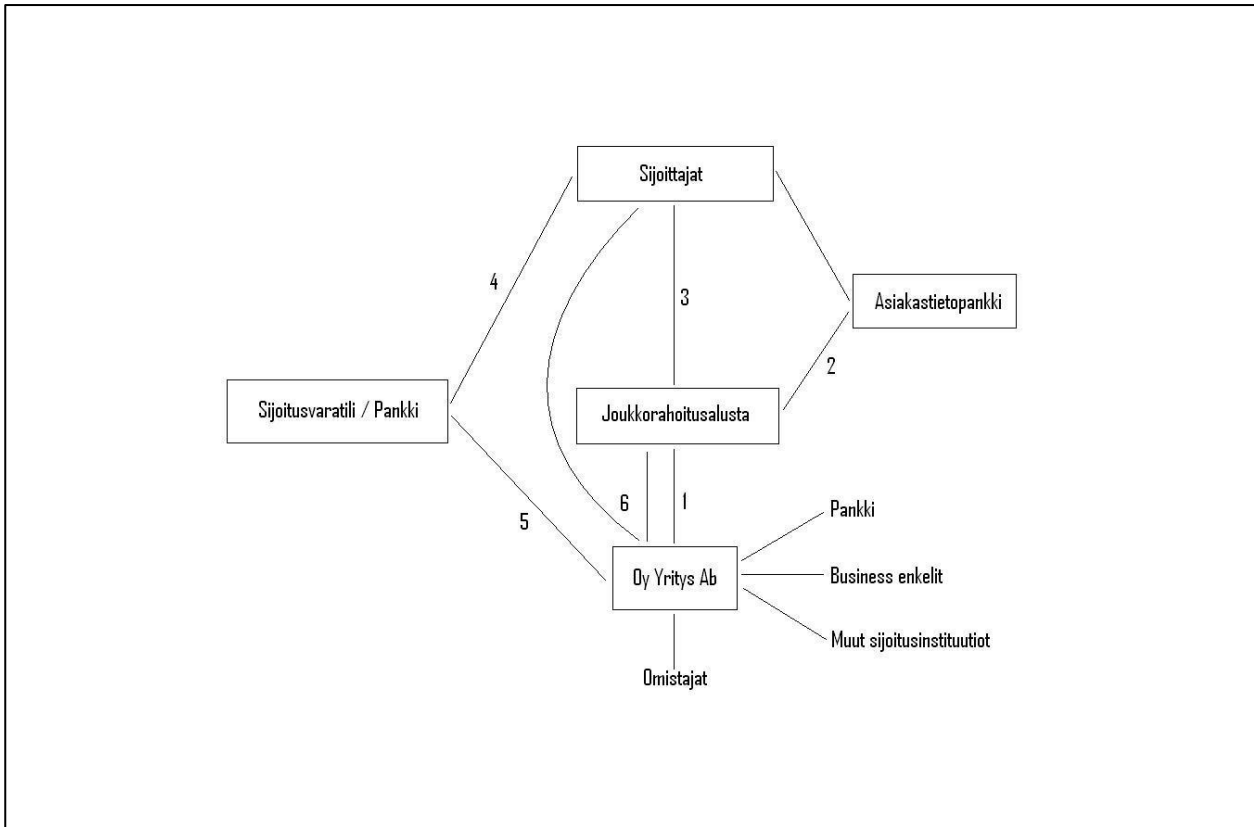 Sijoittajat
4
3
Asiakastietopankki
2
Sijoitusvaratili / Pankki
Joukkorahoitusalusta
6
1
5
Pankki
Oy Yritys Ab
Business enkelit
Muut sijoitusinstituutiot
Omistajat